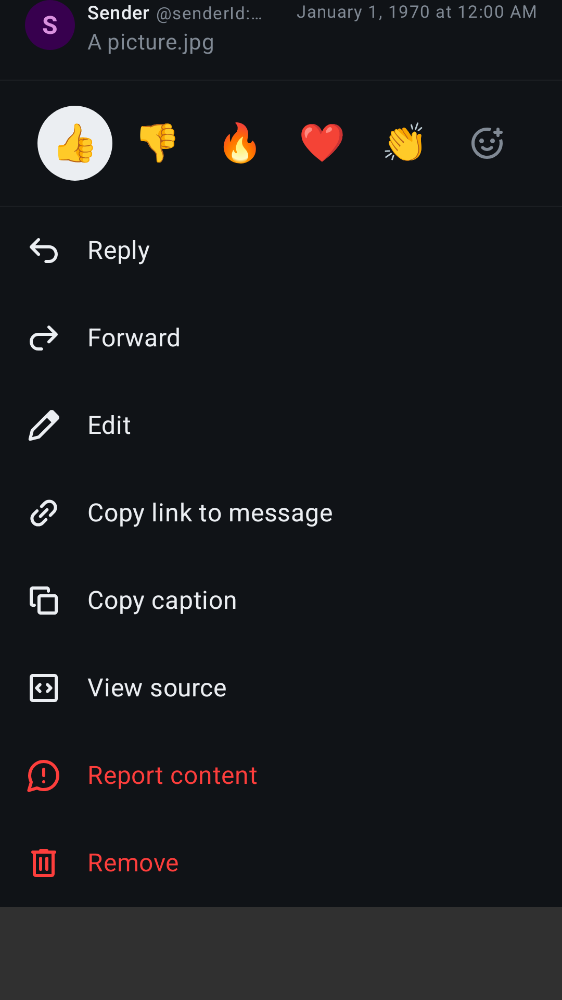 S
Sender @senderId:... January 1, 1970 at 12:00 AM
A picture.jpg
Reply
Forward
Edit
Copy link to message
Copy caption
View source
Report content
Remove